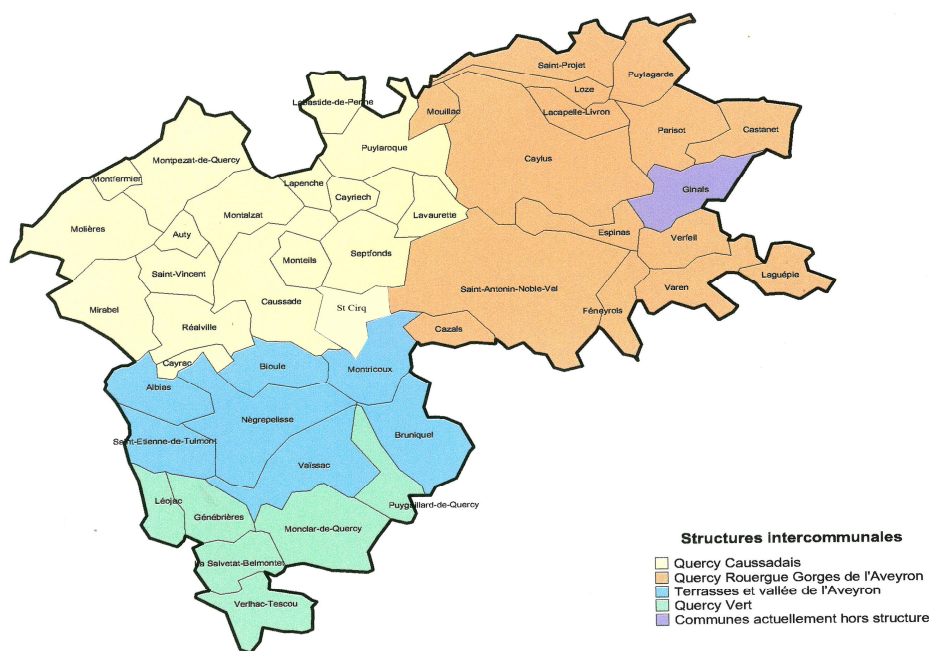 Saint-Projet
Puylagarde
Loze
Labastide-de-Penne
Mouillac
Lacapelle-Livron
Parisot
Castanet
Puylaroque
Montpezat-de-Quercy
Caylus
Montfermier
Lapenche
Cayriech
Ginals
Molières
Montalzat
Lavaurette
Auty
Espinas
Verfeil
Septfonds
Monteils
Saint-Vincent
Laguépie
Varen
Saint-Antonin-Noble-Val
Mirabel
Caussade
St Cirq
Féneyrols
Réalville
Cazals
Cayrac
Bioule
Montricoux
Albias
Nègrepelisse
Bruniquel
Saint-Etienne-de-Tulmont
Vaïssac
Léojac
Puygaillard-de-Quercy
Génébrières
Monclar-de-Quercy
La Salvetat-Belmontet
Verlhac-Tescou
Structures intercommunales
Quercy Caussadais
Quercy Rouergue Gorges de l'Aveyron
Terrasses et vallée de l'Aveyron
Quercy Vert
Communes actuellement hors structure